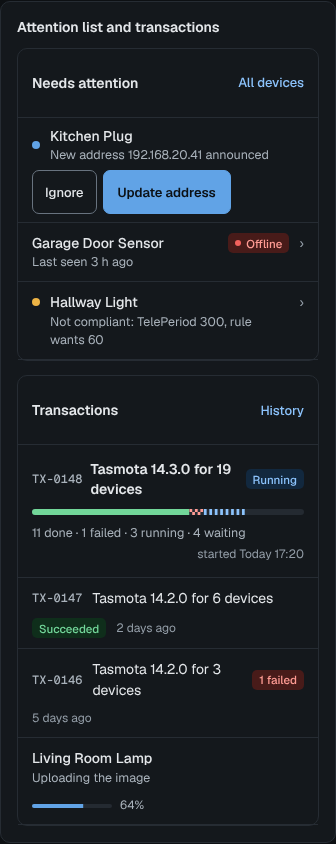 Attention list and transactions
Needs attention
All devices
Kitchen Plug
New address 192.168.20.41 announced
Ignore
Update address
Garage Door Sensor
Offline
Last seen 3 h ago
Hallway Light
Not compliant: TelePeriod 300, rule
wants 60
Transactions
History
TX-0148
Tasmota 14.3.0 for 19
devices
Running
11 done · 1 failed · 3 running · 4 waiting
started Today 17:20
TX-0147
Tasmota 14.2.0 for 6 devices
Succeeded
2 days ago
TX-0146
Tasmota 14.2.0 for 3
devices
1 failed
5 days ago
Living Room Lamp
Uploading the image
64%